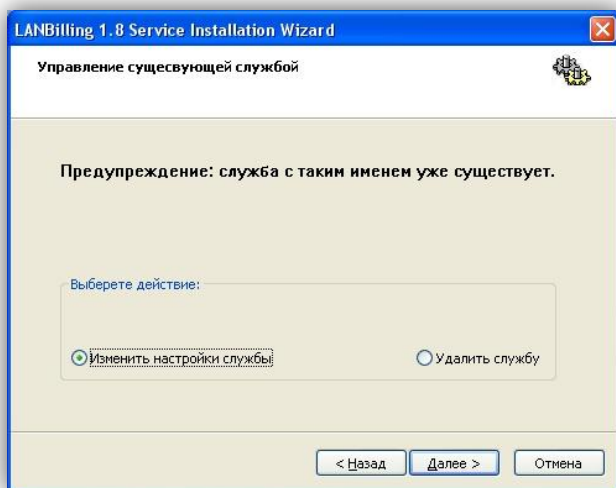 LANBilling 1.8 Service Installation Wizard
Управление сущесвующей службой
Предупреждение: служба с таким именем уже существует.
Выберете действие:
Изменить настройки службы
Удалить службу
< Назад
Далее >
Отмена